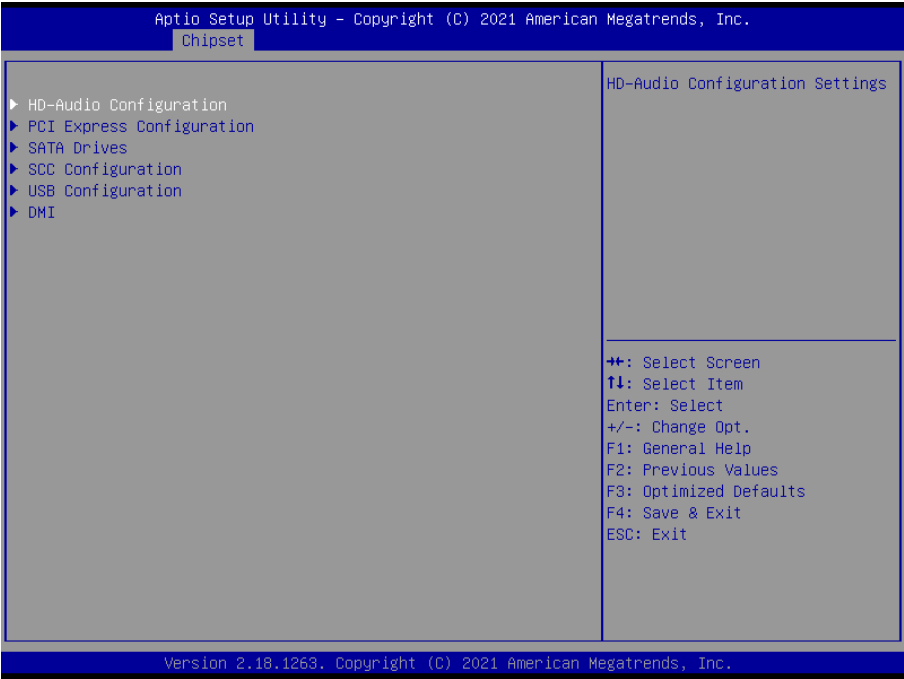 Aptio Setup Utility – Copyright (C) 2021 American Megatrends, Inc.
Chipset
HD-Audio Configuration
PCI Express Configuration
SATA Drives
SCC Configuration
USB Configuration
DMI
HD-Audio Configuration Settings
→←: Select Screen
↑↓: Select Item
Enter: Select
+/-: Change Opt.
F1: General Help
F2: Previous Values
F3: Optimized Defaults
F4: Save & Exit
ESC: Exit
Version 2.18.1263. Copyright (C) 2021 American Megatrends, Inc.